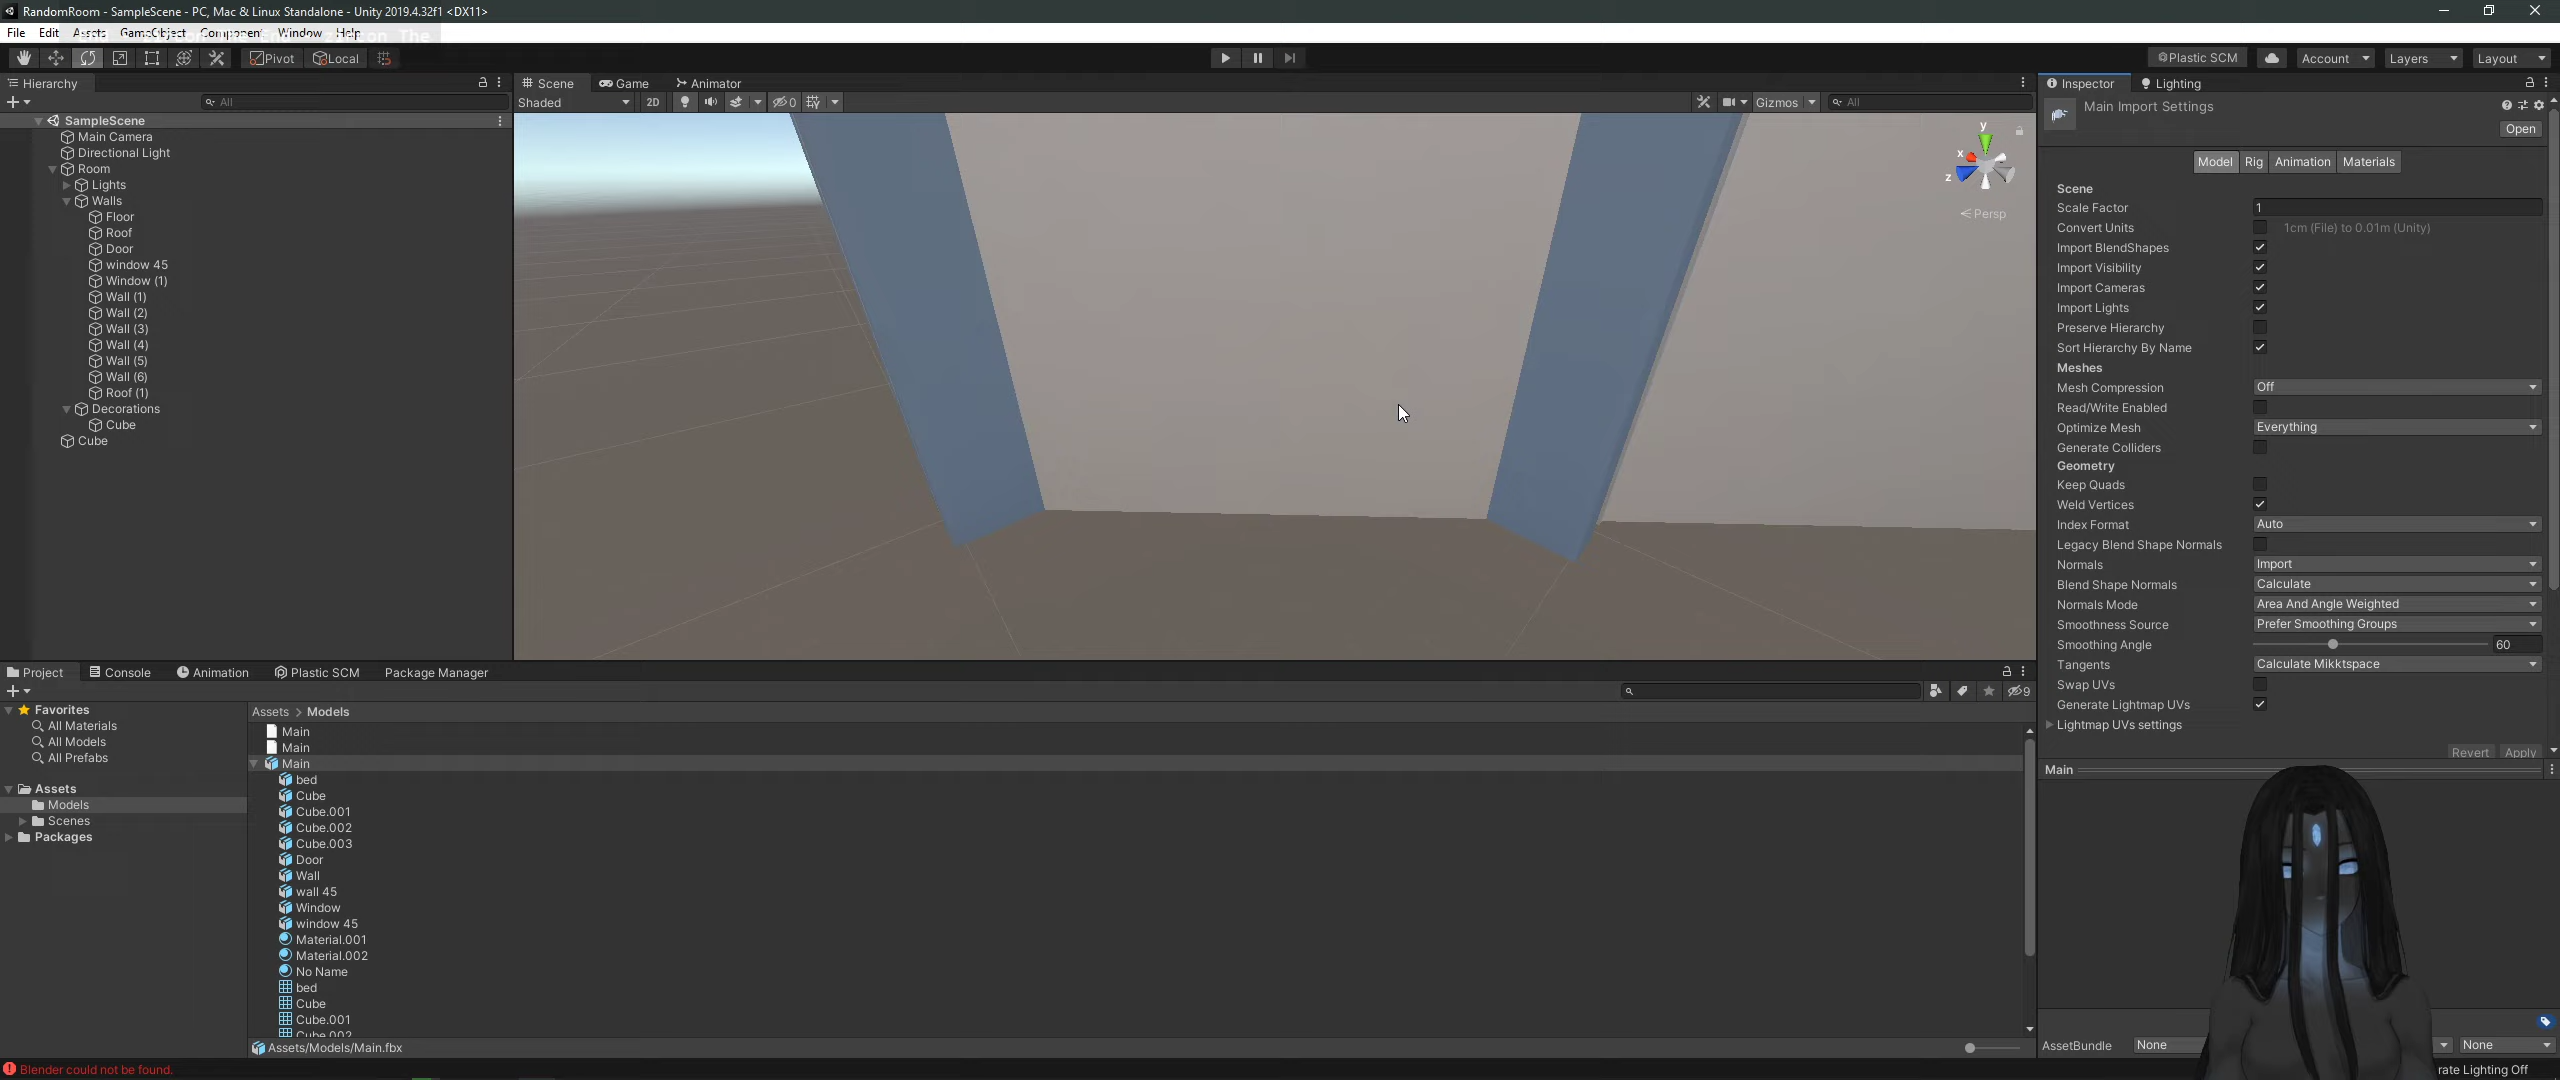 RandomRoom - SampleScene - PC, Mac & Linux Standalone - Unity 2019.4.32f1 <DX11>
File Edit Assets GameObject Component Window Help
Pivot Local
Plastic SCM Account Layers Layout
Hierarchy
All
SampleScene
Main Camera
Directional Light
Room
Lights
Walls
Floor
Roof
Door
window 45
Window (1)
Wall (1)
Wall (2)
Wall (3)
Wall (4)
Wall (5)
Wall (6)
Roof (1)
Decorations
Cube
Cube
Scene Game Animator
Shaded 2D 0 Gizmos All
y
x
z
Persp
Inspector Lighting
Main Import Settings
Open
Model Rig Animation Materials
Scene
Scale Factor 1
Convert Units 1cm (File) to 0.01m (Unity)
Import BlendShapes
Import Visibility
Import Cameras
Import Lights
Preserve Hierarchy
Sort Hierarchy By Name
Meshes
Mesh Compression Off
Read/Write Enabled
Optimize Mesh Everything
Generate Colliders
Geometry
Keep Quads
Weld Vertices
Index Format Auto
Legacy Blend Shape Normals
Normals Import
Blend Shape Normals Calculate
Normals Mode Area And Angle Weighted
Smoothness Source Prefer Smoothing Groups
Smoothing Angle 60
Tangents Calculate Mikktspace
Swap UVs
Generate Lightmap UVs
Lightmap UVs settings
Revert Apply
Main
AssetBundle None None
Project Console Animation Plastic SCM Package Manager
9
Favorites
All Materials
All Models
All Prefabs
Assets
Models
Scenes
Packages
Assets > Models
Main
Main
Main
bed
Cube
Cube.001
Cube.002
Cube.003
Door
Wall
wall 45
Window
window 45
Material.001
Material.002
No Name
bed
Cube
Cube.001
Cube.002
Assets/Models/Main.fbx
Blender could not be found.
rate Lighting Off